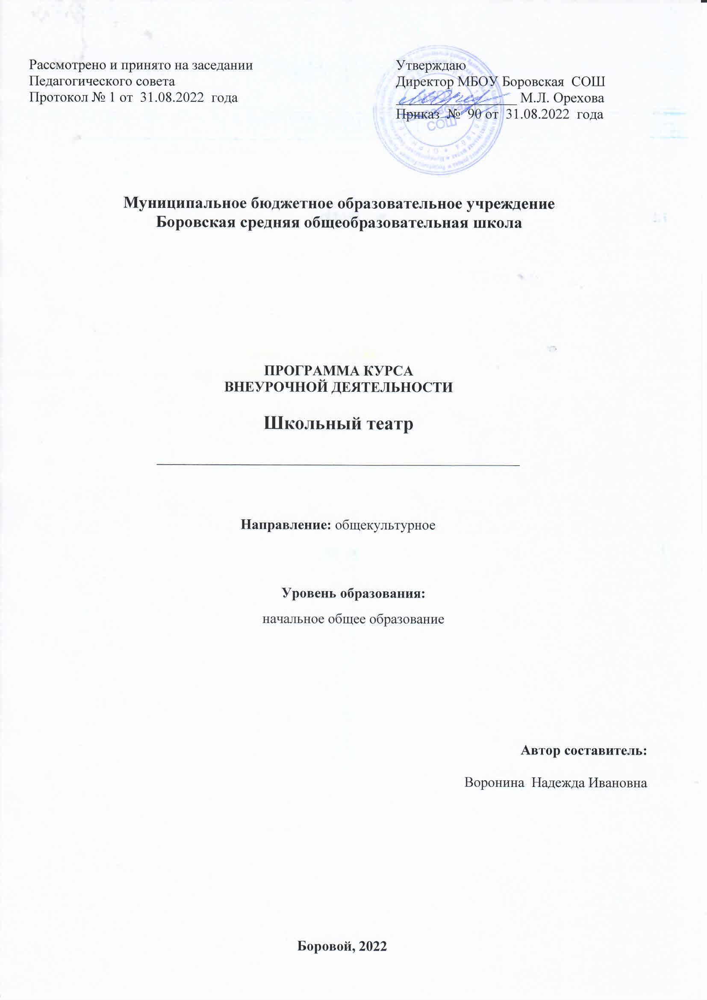 Рассмотрено и принято на заседании
Педагогического совета
Протокол № 1 от 31.08.2022 года
Утверждаю
Директор МБОУ Боровская СОШ
М.Л. Орехова
Приказ № 90 от 31.08.2022 года
СОШ
Муниципальное бюджетное образовательное учреждение
Боровская средняя общеобразовательная школа
ПРОГРАММА КУРСА
ВНЕУРОЧНОЙ ДЕЯТЕЛЬНОСТИ
Школьный театр
Направление: общекультурное
Уровень образования:
начальное общее образование
Автор составитель:
Воронина Надежда Ивановна
Боровой, 2022